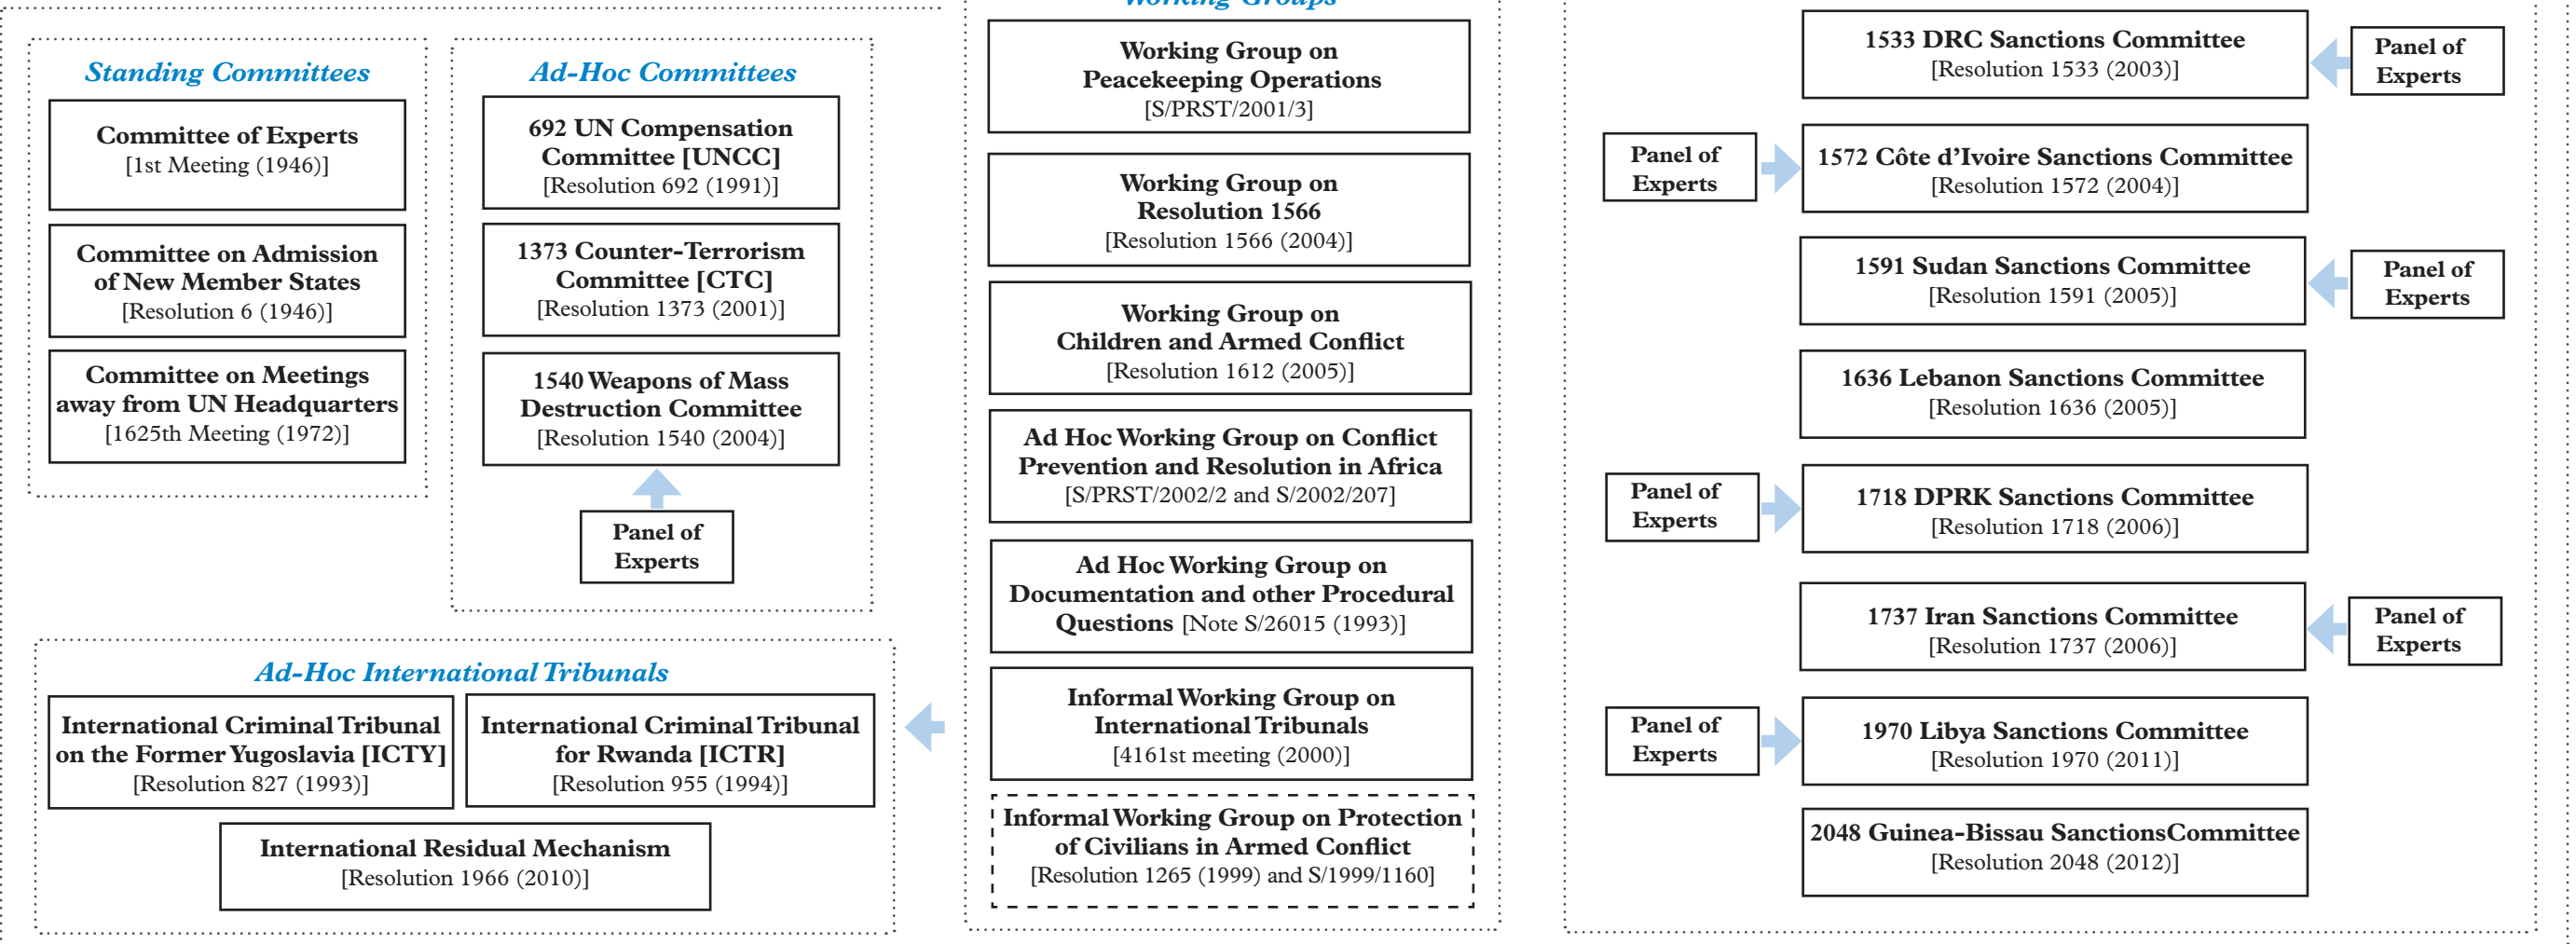 Standing Committees
Committee of Experts
[1st Meeting (1946)]
Committee on Admission
of New Member States
[Resolution 6 (1946)]
Committee on Meetings
away from UN Headquarters
[1625th Meeting (1972)]
Ad-Hoc Committees
692 UN Compensation
Committee [UNCC]
[Resolution 692 (1991)]
1373 Counter-Terrorism
Committee [CTC]
[Resolution 1373 (2001)]
1540 Weapons of Mass
Destruction Committee
[Resolution 1540 (2004)]
Panel of
Experts
Ad-Hoc International Tribunals
International Criminal Tribunal
on the Former Yugoslavia [ICTY]
[Resolution 827 (1993)]
International Criminal Tribunal
for Rwanda [ICTR]
[Resolution 955 (1994)]
International Residual Mechanism
[Resolution 1966 (2010)]
Working Groups
Working Group on
Peacekeeping Operations
[S/PRST/2001/3]
Working Group on
Resolution 1566
[Resolution 1566 (2004)]
Working Group on
Children and Armed Conflict
[Resolution 1612 (2005)]
Ad Hoc Working Group on Conflict
Prevention and Resolution in Africa
[S/PRST/2002/2 and S/2002/207]
Ad Hoc Working Group on
Documentation and other Procedural
Questions [Note S/26015 (1993)]
Informal Working Group on
International Tribunals
[4161st meeting (2000)]
Informal Working Group on Protection
of Civilians in Armed Conflict
[Resolution 1265 (1999) and S/1999/1160]
1533 DRC Sanctions Committee
[Resolution 1533 (2003)]
Panel of
Experts
Panel of
Experts
1572 Côte d'Ivoire Sanctions Committee
[Resolution 1572 (2004)]
1591 Sudan Sanctions Committee
[Resolution 1591 (2005)]
Panel of
Experts
1636 Lebanon Sanctions Committee
[Resolution 1636 (2005)]
Panel of
Experts
1718 DPRK Sanctions Committee
[Resolution 1718 (2006)]
1737 Iran Sanctions Committee
[Resolution 1737 (2006)]
Panel of
Experts
Panel of
Experts
1970 Libya Sanctions Committee
[Resolution 1970 (2011)]
2048 Guinea-Bissau SanctionsCommittee
[Resolution 2048 (2012)]